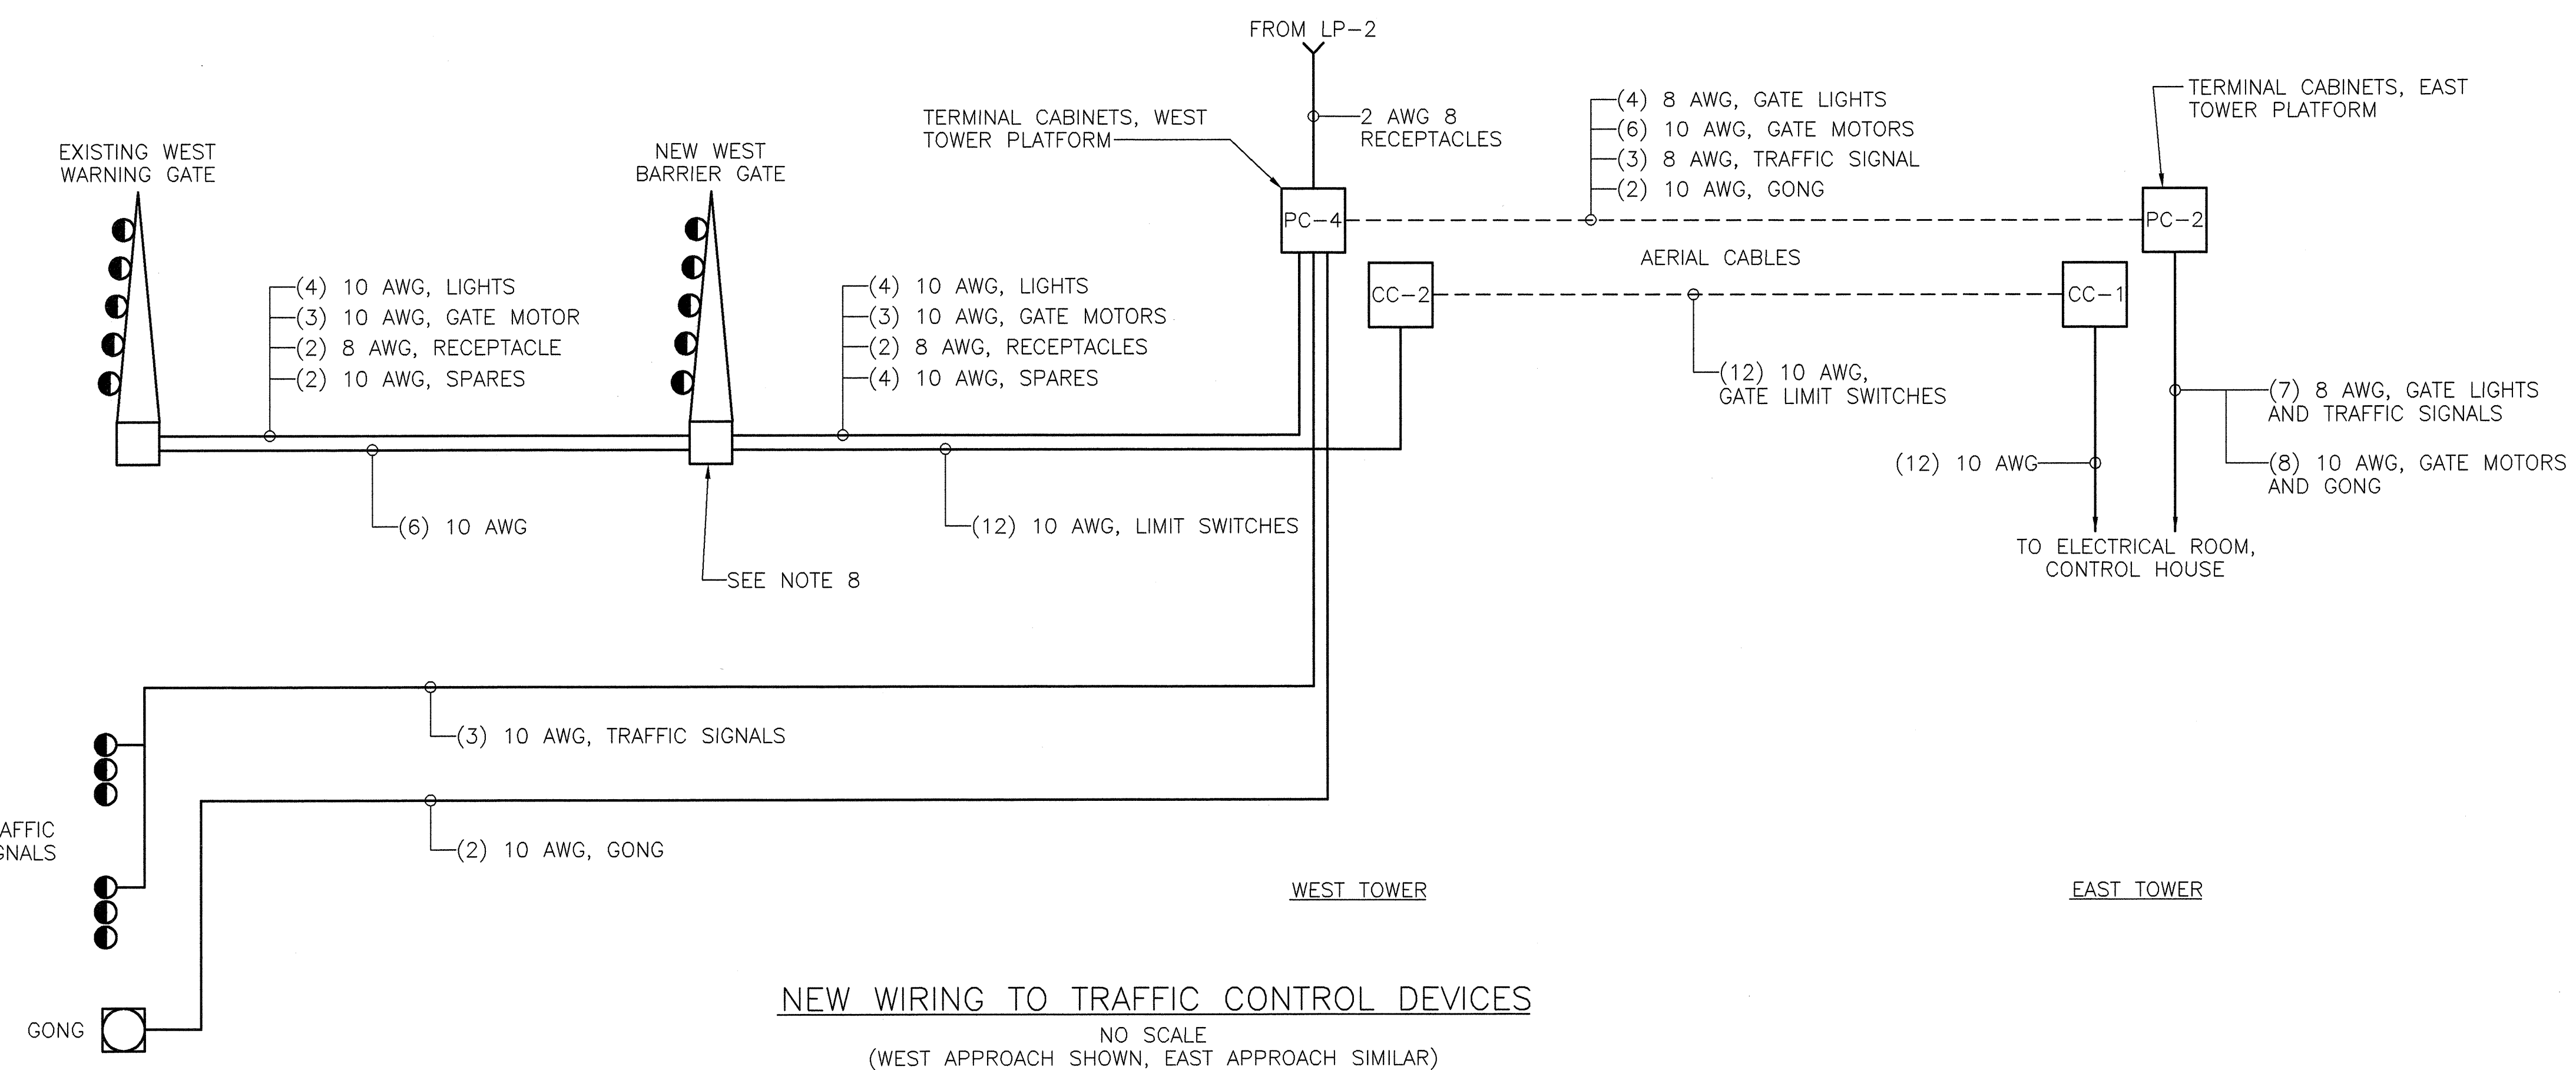 FROM LP-2
2 AWG 8
RECEPTACLES
TERMINAL CABINETS, WEST
TOWER PLATFORM
(4) 8 AWG, GATE LIGHTS
(6) 10 AWG, GATE MOTORS
(3) 8 AWG, TRAFFIC SIGNAL
(2) 10 AWG, GONG
TERMINAL CABINETS, EAST
TOWER PLATFORM
EXISTING WEST
WARNING GATE
NEW WEST
BARRIER GATE
PC-4
PC-2
AERIAL CABLES
CC-2
CC-1
(4) 10 AWG, LIGHTS
(3) 10 AWG, GATE MOTOR
(2) 8 AWG, RECEPTACLE
(2) 10 AWG, SPARES
(4) 10 AWG, LIGHTS
(3) 10 AWG, GATE MOTORS
(2) 8 AWG, RECEPTACLES
(4) 10 AWG, SPARES
(12) 10 AWG,
GATE LIMIT SWITCHES
(7) 8 AWG, GATE LIGHTS
AND TRAFFIC SIGNALS
(12) 10 AWG
(8) 10 AWG, GATE MOTORS
AND GONG
(6) 10 AWG
(12) 10 AWG, LIMIT SWITCHES
SEE NOTE 8
TO ELECTRICAL ROOM,
CONTROL HOUSE
(3) 10 AWG, TRAFFIC SIGNALS
AFFIC
GNALS
(2) 10 AWG, GONG
WEST TOWER
EAST TOWER
GONG
NEW WIRING TO TRAFFIC CONTROL DEVICES
NO SCALE
(WEST APPROACH SHOWN, EAST APPROACH SIMILAR)